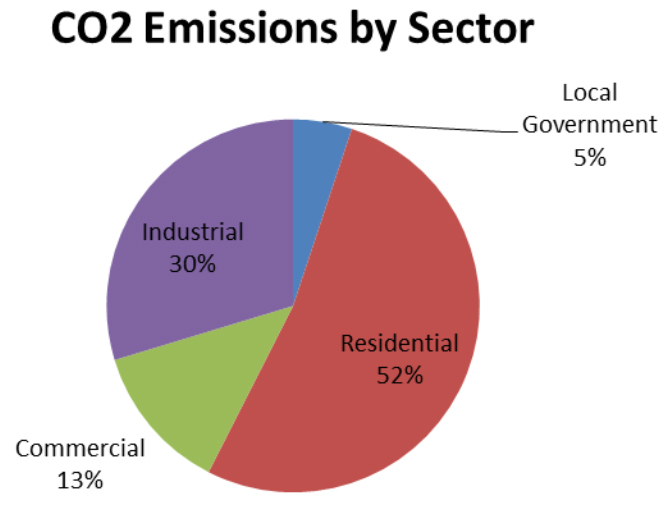 CO2 Emissions by Sector
Local
Government
5%
Industrial
30%
Residential
52%
Commercial
13%